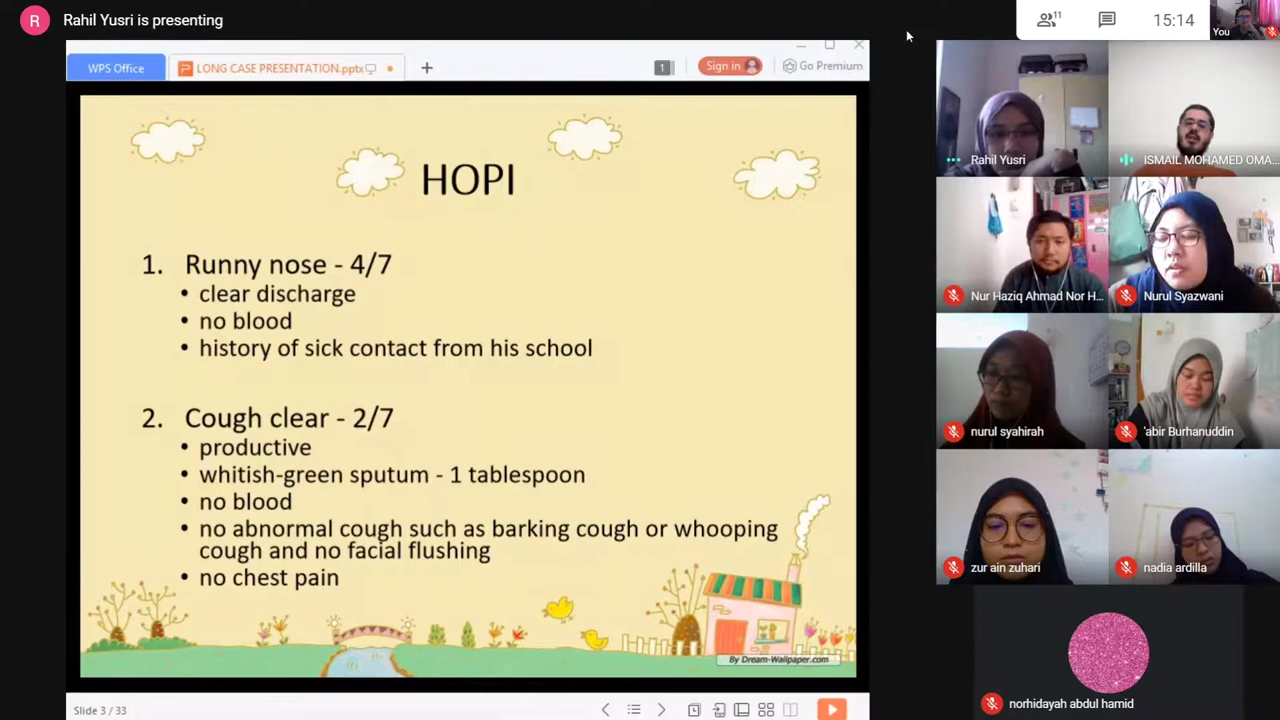 R Rahil Yusri is presenting
11
15:14
You
WPS Office
LONG CASE PRESENTATION.pptx
+
1
Sign in
Go Premium
HOPI
1. Runny nose - 4/7
• clear discharge
• no blood
• history of sick contact from his school
2. Cough clear - 2/7
• productive
• whitish-green sputum - 1 tablespoon
• no blood
• no abnormal cough such as barking cough or whooping
cough and no facial flushing
• no chest pain
By Dream-Wallpaper.com
Slide 3 / 33
Rahil Yusri
ISMAIL MOHAMED OMA...
Nur Haziq Ahmad Nor H...
Nurul Syazwani
nurul syahirah
'abir Burhanuddin
zur ain zuhari
nadia ardilla
norhidayah abdul hamid